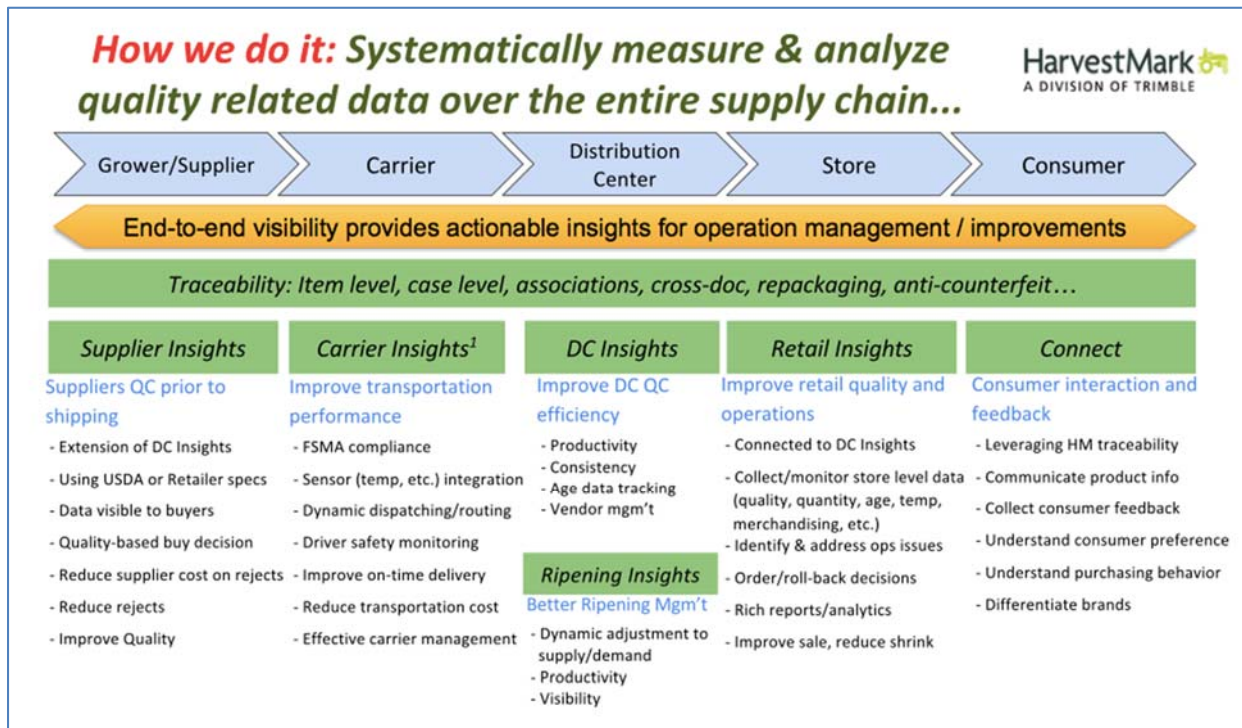 How we do it: Systematically measure & analyze
quality related data over the entire supply chain...
HarvestMark
A DIVISION OF TRIMBLE
Grower/Supplier
Carrier
Distribution
Center
Store
Consumer
End-to-end visibility provides actionable insights for operation management / improvements
Traceability: Item level, case level, associations, cross-doc, repackaging, anti-counterfeit…
Supplier Insights
Suppliers QC prior to
shipping
- Extension of DC Insights
- Using USDA or Retailer specs
- Data visible to buyers
- Quality-based buy decision
- Reduce supplier cost on rejects
- Reduce rejects
- Improve Quality
Carrier Insights¹
Improve transportation
performance
- FSMA compliance
- Sensor (temp, etc.) integration
- Dynamic dispatching/routing
- Driver safety monitoring
- Improve on-time delivery
- Reduce transportation cost
- Effective carrier management
DC Insights
Improve DC QC
efficiency
- Productivity
- Consistency
- Age data tracking
- Vendor mgm't
Ripening Insights
Better Ripening Mgm't
- Dynamic adjustment to
supply/demand
- Productivity
- Visibility
Retail Insights
Improve retail quality and
operations
- Connected to DC Insights
- Collect/monitor store level data
(quality, quantity, age, temp,
merchandising, etc.)
- Identify & address ops issues
- Order/roll-back decisions
- Rich reports/analytics
- Improve sale, reduce shrink
Connect
Consumer interaction and
feedback
- Leveraging HM traceability
- Communicate product info
- Collect consumer feedback
- Understand consumer preference
- Understand purchasing behavior
- Differentiate brands